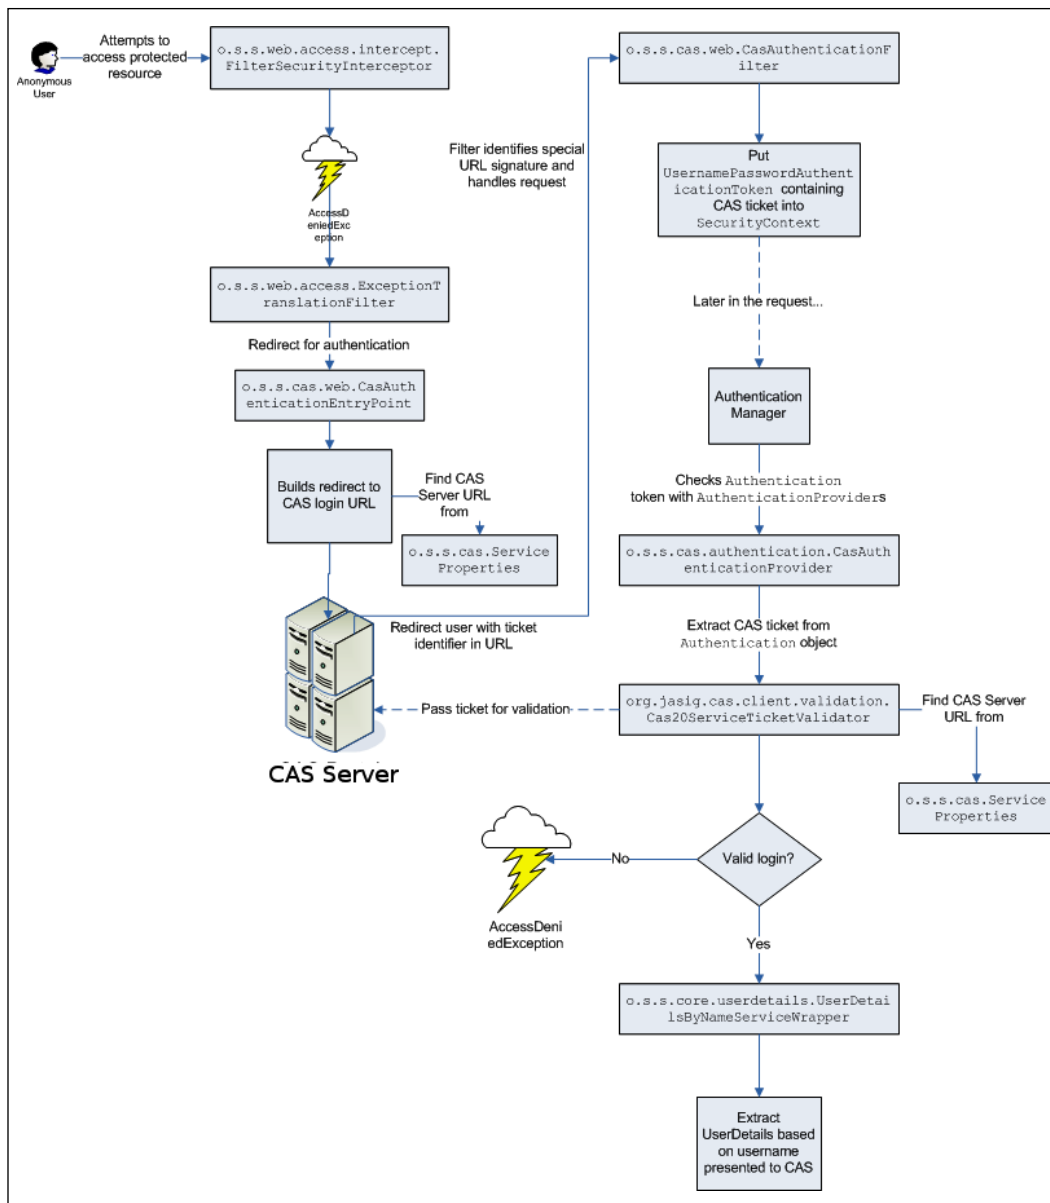 Attempts to
access protected
resource
Anonymous
User
o.s.s.web.access.intercept.
FilterSecurityInterceptor
AccessD
eniedExc
eption
o.s.s.web.access.ExceptionT
ranslationFilter
Redirect for authentication
o.s.s.cas.web.CasAuth
enticationEntryPoint
Builds redirect to
CAS login URL
Find CAS
Server URL
from
o.s.s.cas.Service
Properties
CAS Server
Redirect user with ticket
identifier in URL
Filter identifies special
URL signature and
handles request
o.s.s.cas.web.CasAuthenticationF
ilter
Put
UsernamePasswordAuthent
icationToken containing
CAS ticket into
SecurityContext
Later in the request...
Authentication
Manager
Checks Authentication
token with AuthenticationProviders
o.s.s.cas.authentication.CasAuth
enticationProvider
Extract CAS ticket from
Authentication object
org.jasig.cas.client.validation.
Cas20ServiceTicketValidator
Pass ticket for validation
Find CAS Server
URL from
o.s.s.cas.Service
Properties
Valid login?
No
AccessDeni
edException
Yes
o.s.s.core.userdetails.UserDetai
lsByNameServiceWrapper
Extract
UserDetails based
on username
presented to CAS